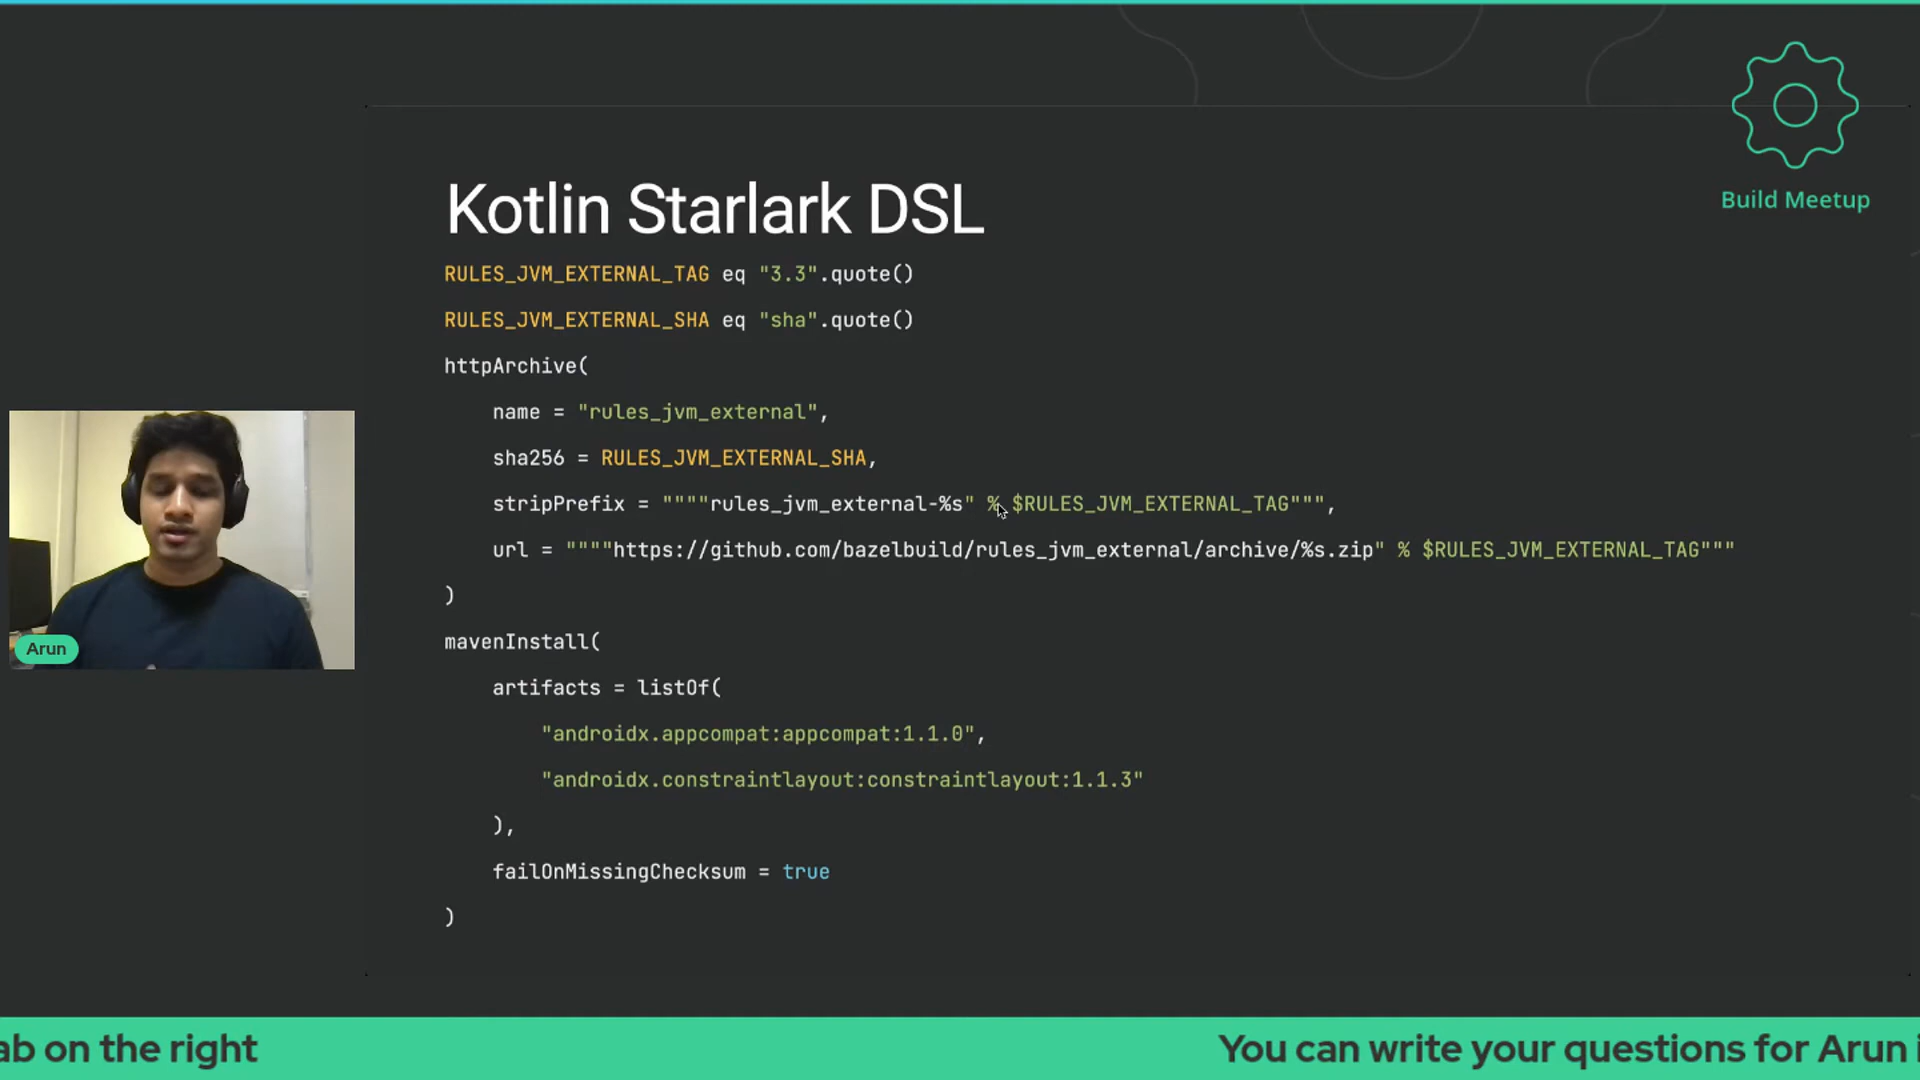 Build Meetup
Kotlin Starlark DSL
RULES_JVM_EXTERNAL_TAG eq "3.3".quote()
RULES_JVM_EXTERNAL_SHA eq "sha".quote()
httpArchive(
name = "rules_jvm_external",
sha256 = RULES_JVM_EXTERNAL_SHA,
stripPrefix = """"rules_jvm_external-%s" % $RULES_JVM_EXTERNAL_TAG""",
url = """"https://github.com/bazelbuild/rules_jvm_external/archive/%s.zip" % $RULES_JVM_EXTERNAL_TAG"""
)
mavenInstall(
artifacts = listOf(
"androidx.appcompat:appcompat:1.1.0",
"androidx.constraintlayout:constraintlayout:1.1.3"
),
failOnMissingChecksum = true
)
Arun
ab on the right
You can write your questions for Arun i